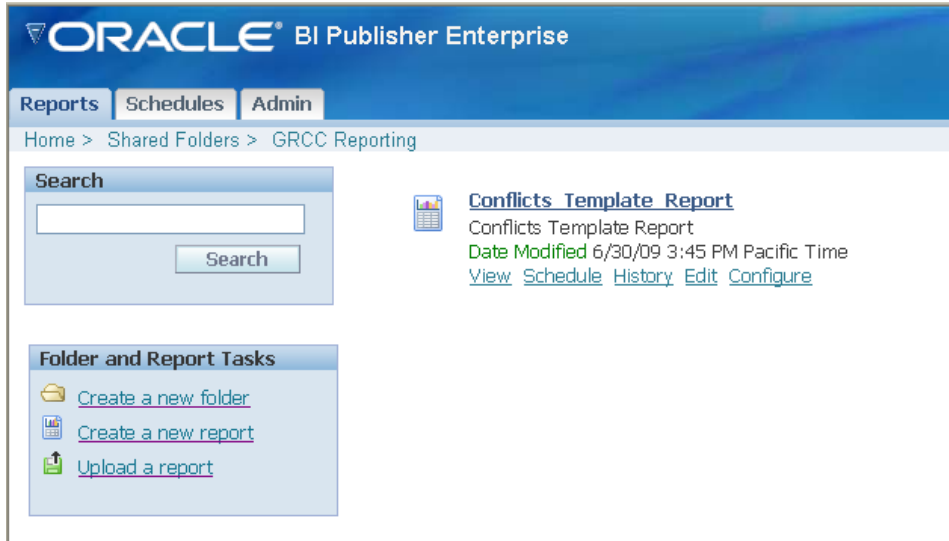 ORACLE® BI Publisher Enterprise
Reports Schedules Admin
Home > Shared Folders > GRCC Reporting
Search
Search
Conflicts Template Report
Conflicts Template Report
Date Modified 6/30/09 3:45 PM Pacific Time
View Schedule History Edit Configure
Folder and Report Tasks
Create a new folder
Create a new report
Upload a report